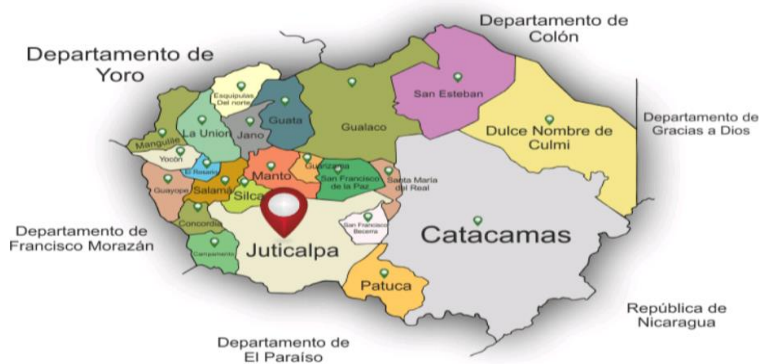 Departamento de
Colón
Departamento de
Yoro
Esquipulas
Del norte
San Esteban
Guata
La Union
Jano
Gualaco
Departamento de
Gracias a Dios
Dulce Nombre de
Culmi
Manguile
Yocón
El Rosario
Guarizama
Manto
San Francisco
de la Paz
Santa María
del Real
Guayape
Salamá
Silca
Concordia
San Francisco
Becerra
Departamento de
Francisco Morazán
Juticalpa
Catacamas
Campamento
Patuca
República de
Nicaragua
Departamento de
El Paraíso